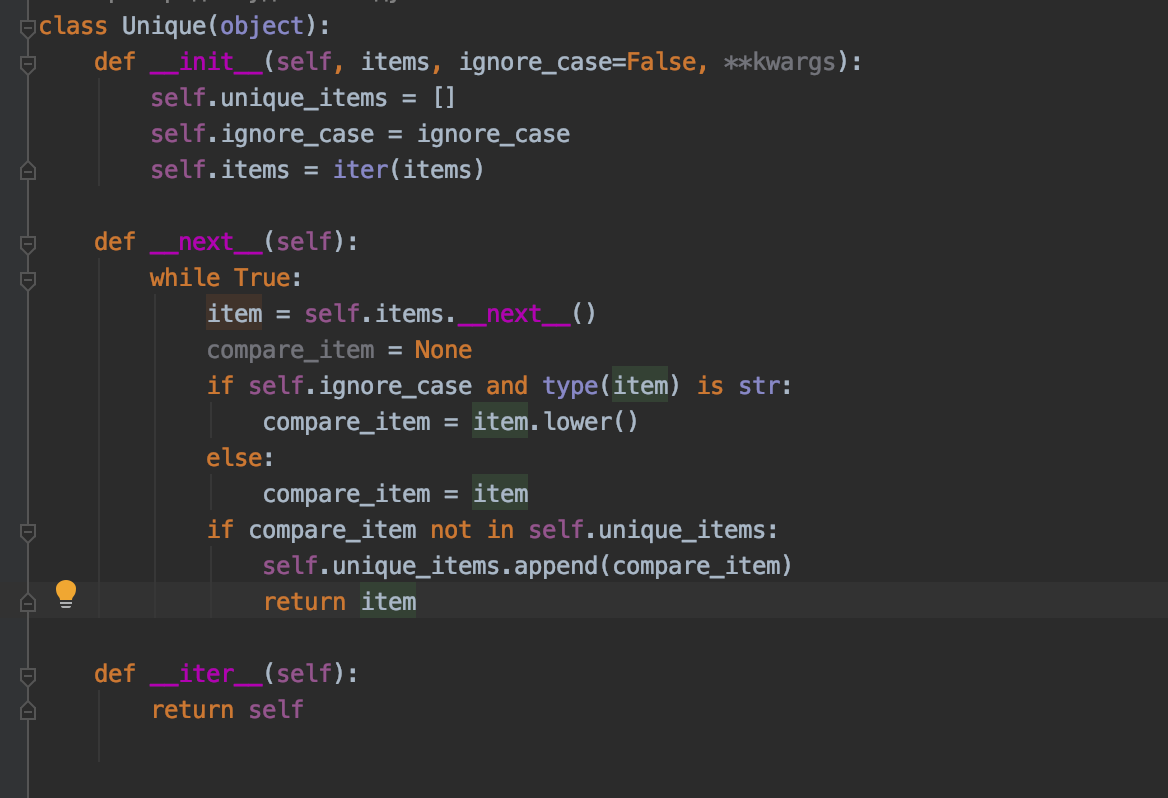 class Unique(object):
    def __init__(self, items, ignore_case=False, **kwargs):
        self.unique_items = []
        self.ignore_case = ignore_case
        self.items = iter(items)
    def __next__(self):
        while True:
            item = self.items.__next__()
            compare_item = None
            if self.ignore_case and type(item) is str:
                compare_item = item.lower()
            else:
                compare_item = item
            if compare_item not in self.unique_items:
                self.unique_items.append(compare_item)
                return item
    def __iter__(self):
        return self